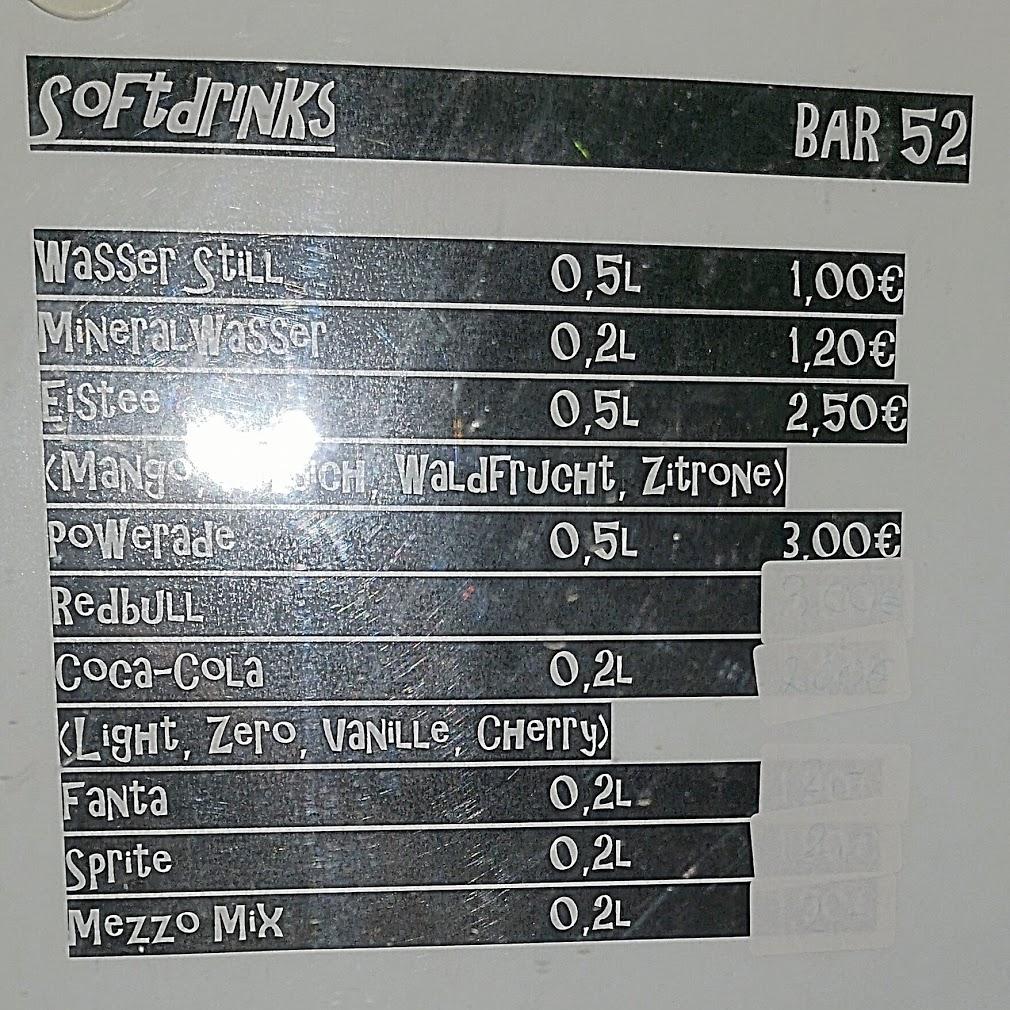 Softdrinks BAR 52
Wasser Still 0,5L 1,00€
Mineralwasser 0,2L 1,20€
Eistee 0,5L 2,50€
(Mango, Waldfrucht, Zitrone)
Powerade 0,5L 3,00€
Redbull 3,00€
Coca-Cola 0,2L
(Light, Zero, Vanille, Cherry)
Fanta 0,2L
Sprite 0,2L
Mezzo Mix 0,2L